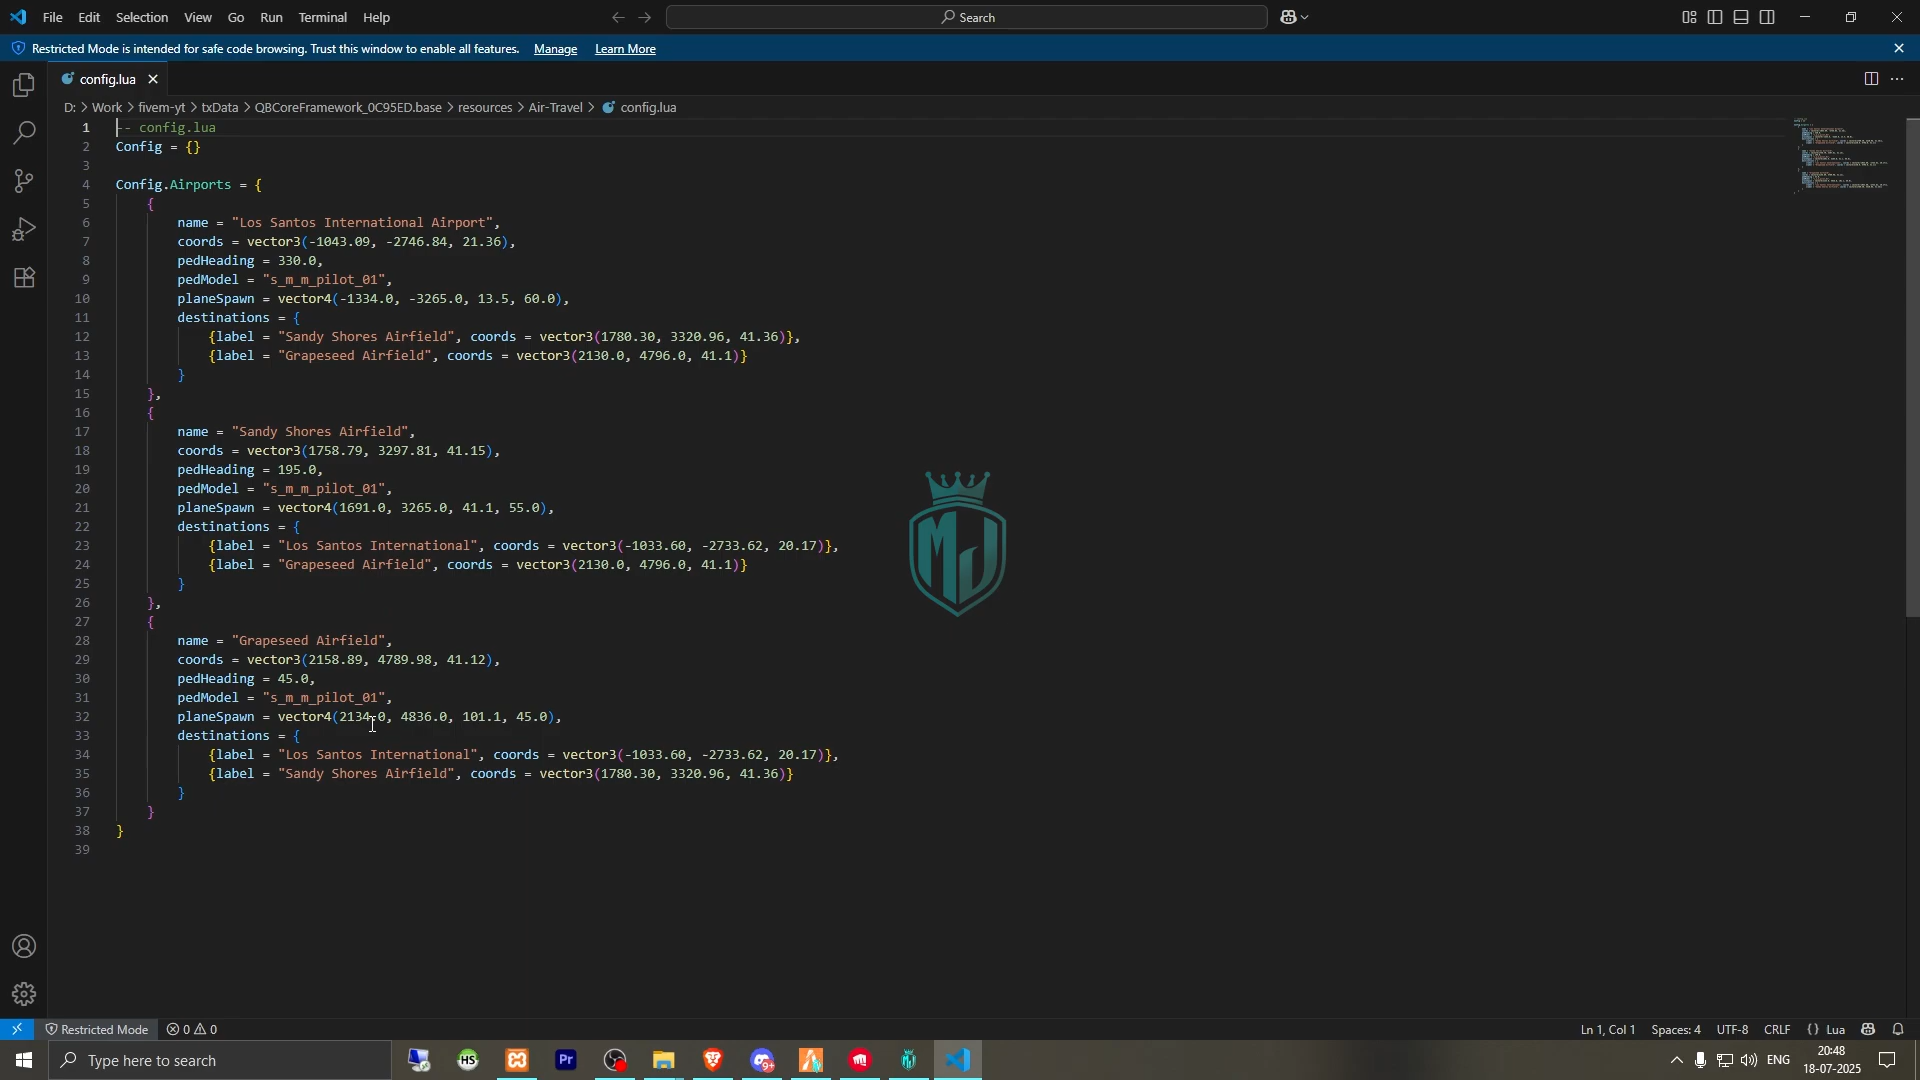 File Edit Selection View Go Run Terminal Help
Search
Restricted Mode is intended for safe code browsing. Trust this window to enable all features. Manage Learn More
config.lua
D: > Work > fivem-yt > txData > QBCoreFramework_0C95ED.base > resources > Air-Travel > config.lua
1 -- config.lua
2 Config = {}
3
4 Config.Airports = {
5 {
6 name = "Los Santos International Airport",
7 coords = vector3(-1043.09, -2746.84, 21.36),
8 pedHeading = 330.0,
9 pedModel = "s_m_m_pilot_01",
10 planeSpawn = vector4(-1334.0, -3265.0, 13.5, 60.0),
11 destinations = {
12 {label = "Sandy Shores Airfield", coords = vector3(1780.30, 3320.96, 41.36)},
13 {label = "Grapeseed Airfield", coords = vector3(2130.0, 4796.0, 41.1)}
14 }
15 },
16 {
17 name = "Sandy Shores Airfield",
18 coords = vector3(1758.79, 3297.81, 41.15),
19 pedHeading = 195.0,
20 pedModel = "s_m_m_pilot_01",
21 planeSpawn = vector4(1691.0, 3265.0, 41.1, 55.0),
22 destinations = {
23 {label = "Los Santos International", coords = vector3(-1033.60, -2733.62, 20.17)},
24 {label = "Grapeseed Airfield", coords = vector3(2130.0, 4796.0, 41.1)}
25 }
26 },
27 {
28 name = "Grapeseed Airfield",
29 coords = vector3(2158.89, 4789.98, 41.12),
30 pedHeading = 45.0,
31 pedModel = "s_m_m_pilot_01",
32 planeSpawn = vector4(2134.0, 4836.0, 101.1, 45.0),
33 destinations = {
34 {label = "Los Santos International", coords = vector3(-1033.60, -2733.62, 20.17)},
35 {label = "Sandy Shores Airfield", coords = vector3(1780.30, 3320.96, 41.36)}
36 }
37 }
38 }
39
MJ
Restricted Mode 0 0 Ln 1, Col 1 Spaces: 4 UTF-8 CRLF {} Lua
Type here to search
HS
Pr
9+
ENG
20:48
18-07-2025